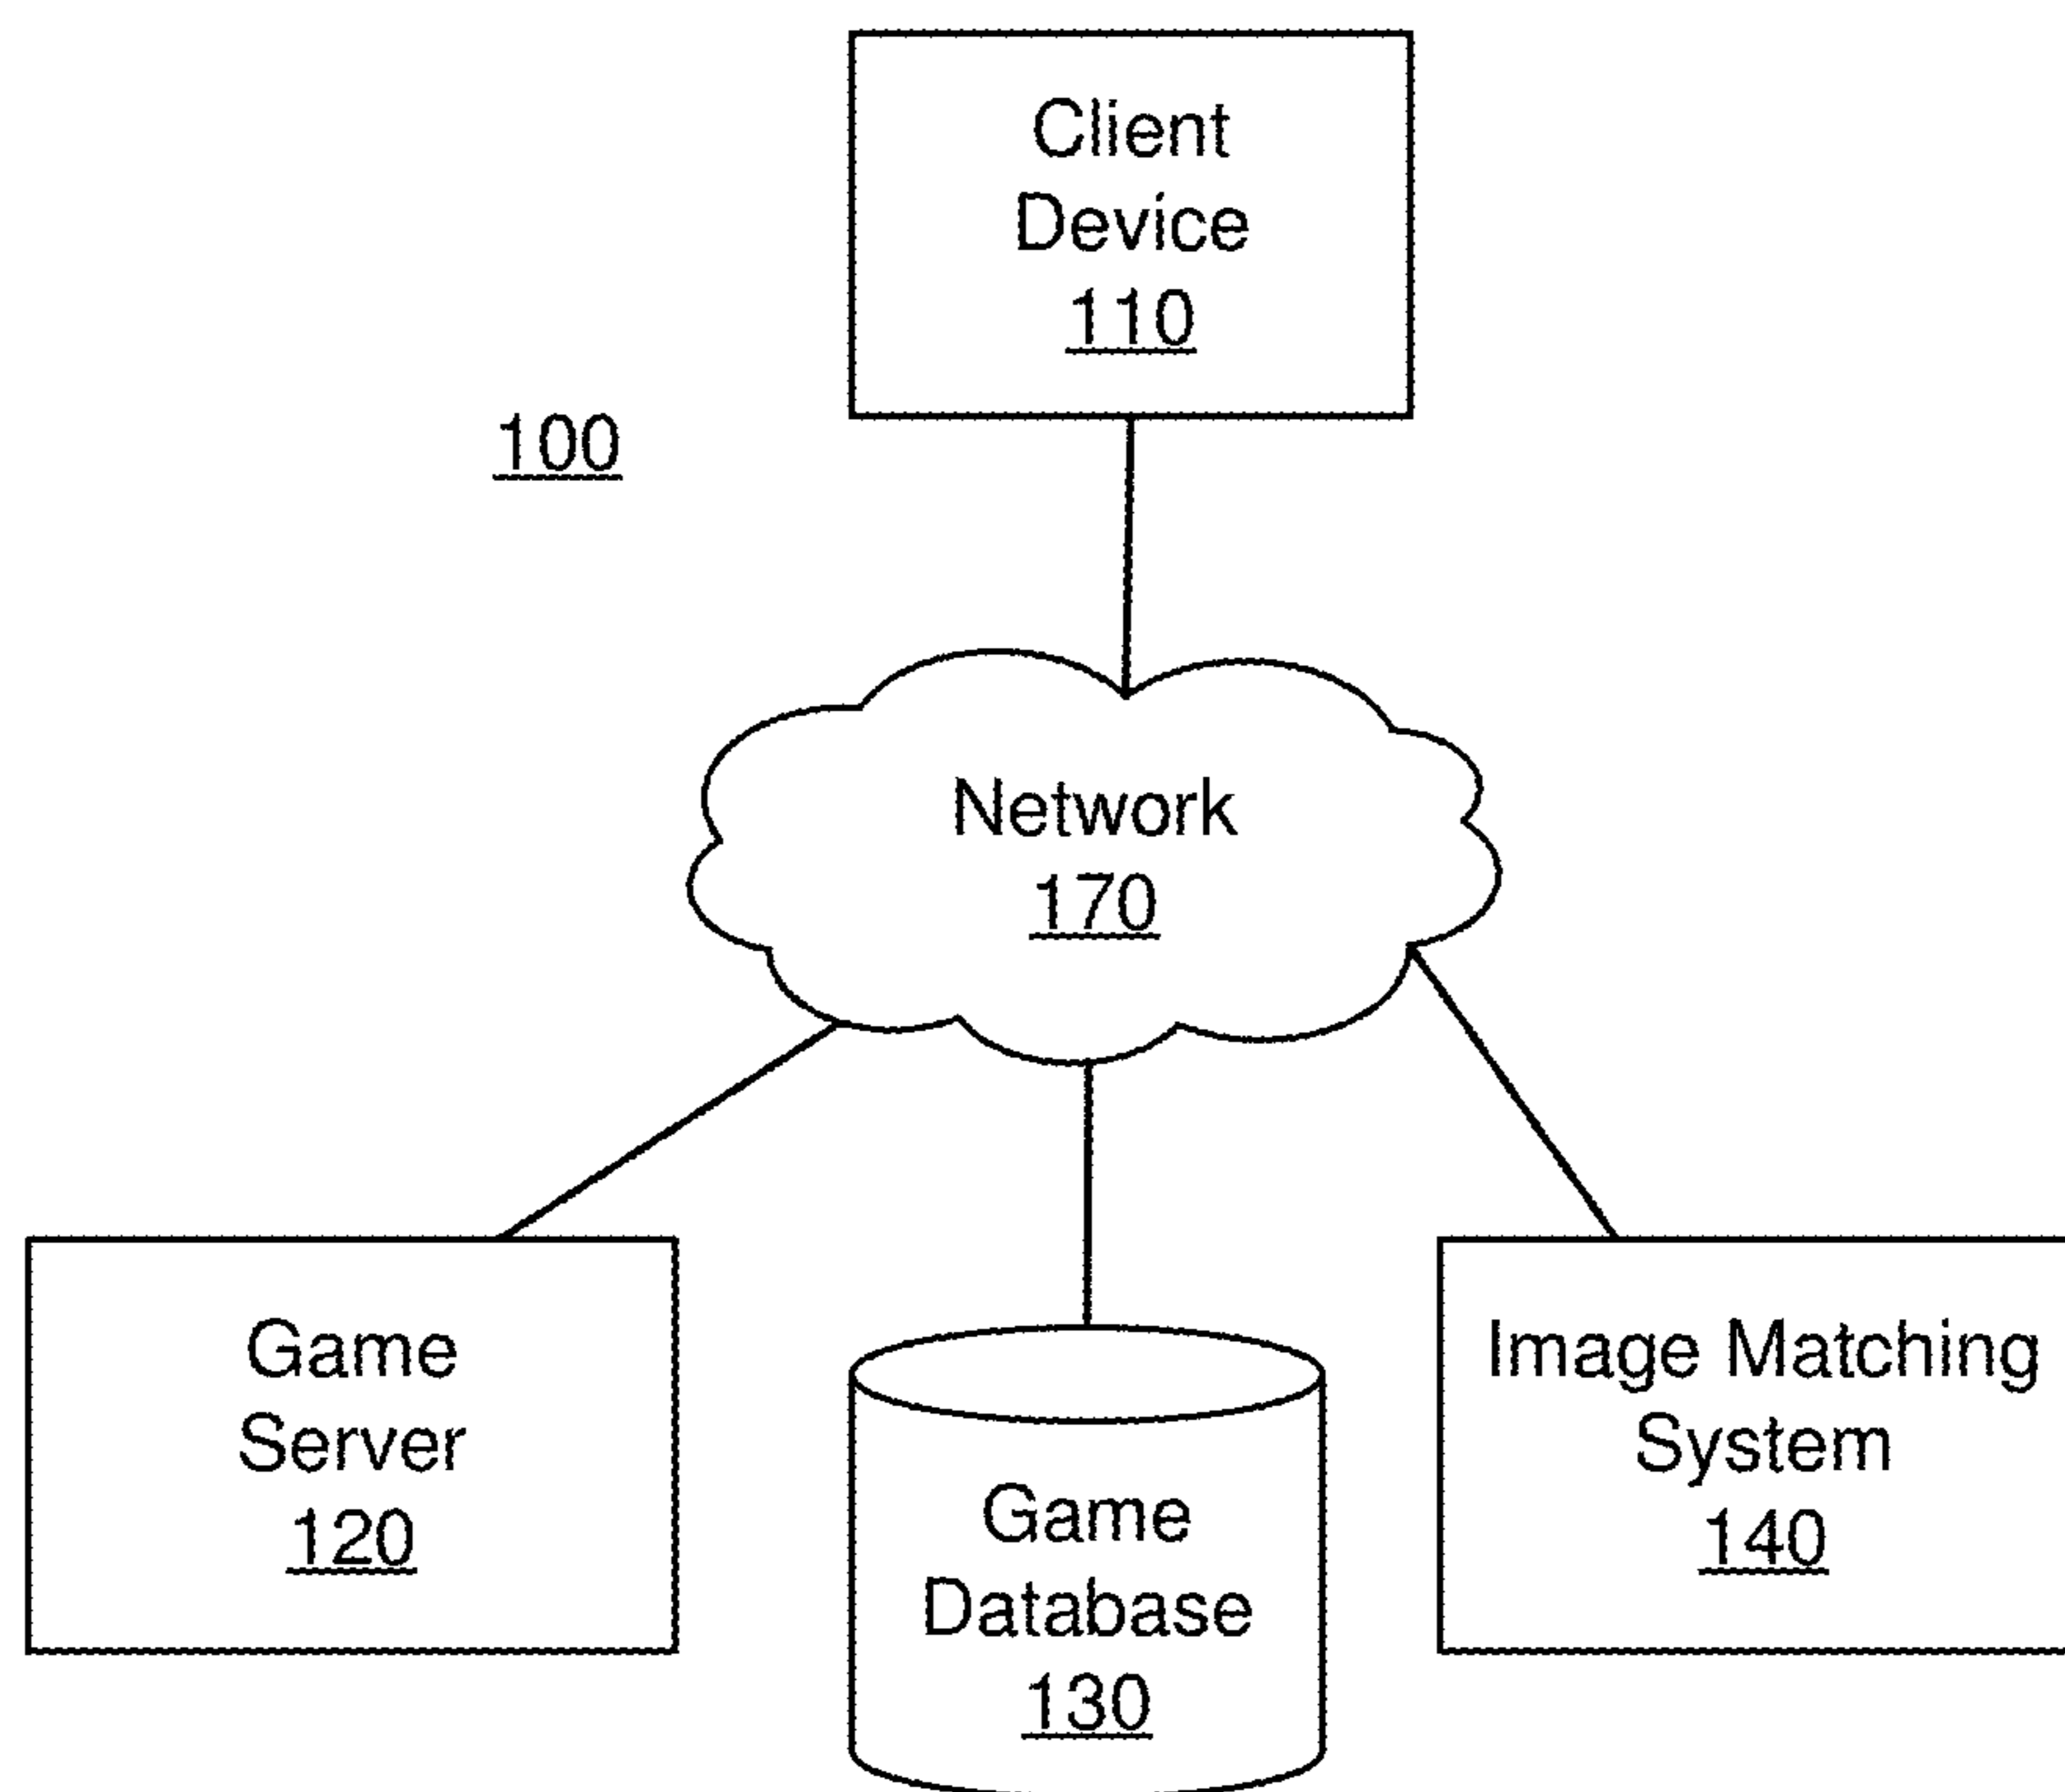 Client
Device
110
100
Network
170
Game
Server
120
Game
Database
130
Image Matching
System
140